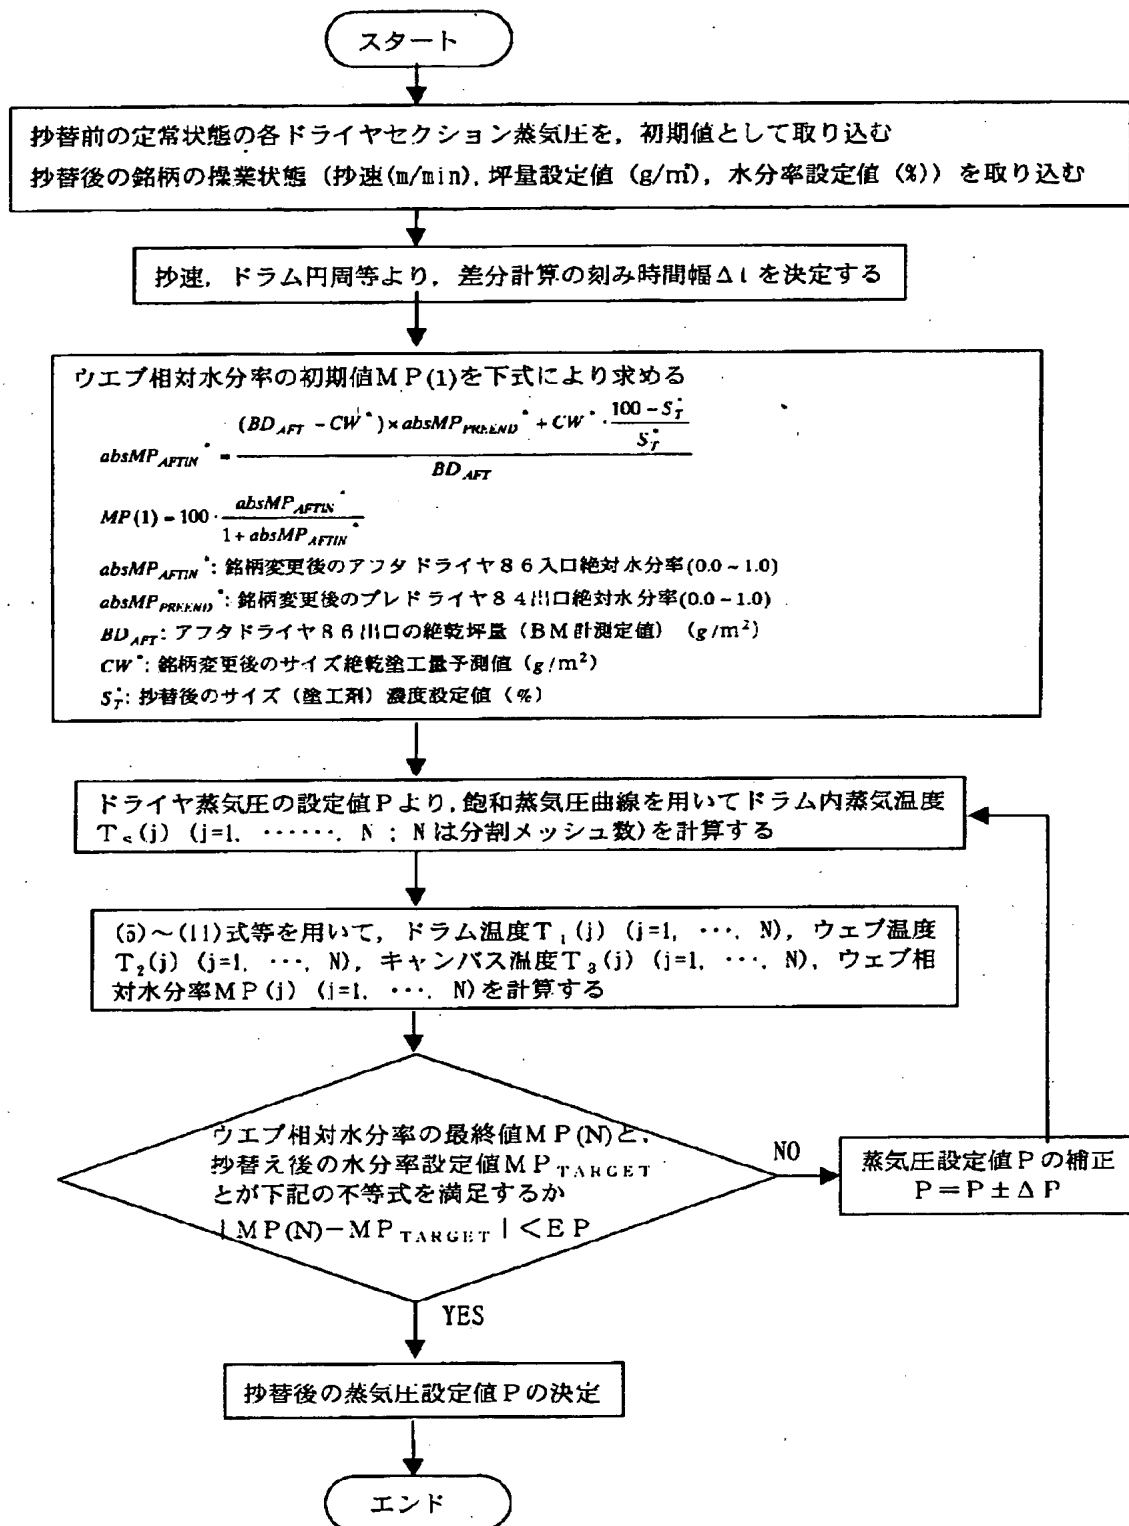 スタート
抄替前の定常状態の各ドライヤセクション蒸気圧を,初期値として取り込む
抄替後の銘柄の操業状態 (抄速(m/min), 坪量設定値 (g/㎡), 水分率設定値 (%)) を取り込む
抄速, ドラム円周等より, 差分計算の刻み時間幅Δtを決定する
ウエブ相対水分率の初期値MP(1)を下式により求める
absMP_AFTIN* = ((BD_AFT − CW*) × absMP_PREEND* + CW* · (100 − S_T*) / S_T*) / BD_AFT
MP(1) = 100 · absMP_AFTIN* / (1 + absMP_AFTIN*)
absMP_AFTIN*: 銘柄変更後のアフタドライヤ86入口絶対水分率(0.0~1.0)
absMP_PREEND*: 銘柄変更後のプレドライヤ84出口絶対水分率(0.0~1.0)
BD_AFT: アフタドライヤ86出口の絶乾坪量 (BM計測定値) (g/m²)
CW*: 銘柄変更後のサイズ絶乾塗工量予測値 (g/m²)
S_T*: 抄替後のサイズ (塗工剤) 濃度設定値 (%)
ドライヤ蒸気圧の設定値Pより,飽和蒸気圧曲線を用いてドラム内蒸気温度
T_S(j) (j=1, ……, N ; Nは分割メッシュ数)を計算する
(5)~(11)式等を用いて, ドラム温度T₁(j) (j=1, …, N), ウェブ温度
T₂(j) (j=1, …, N), キャンバス温度T₃(j) (j=1, …, N), ウェブ相
対水分率MP(j) (j=1, …, N)を計算する
ウエブ相対水分率の最終値MP(N)と,
抄替え後の水分率設定値MP_TARGET
とが下記の不等式を満足するか
|MP(N)−MP_TARGET|<EP
NO
蒸気圧設定値Pの補正
P=P±ΔP
YES
抄替後の蒸気圧設定値Pの決定
エンド